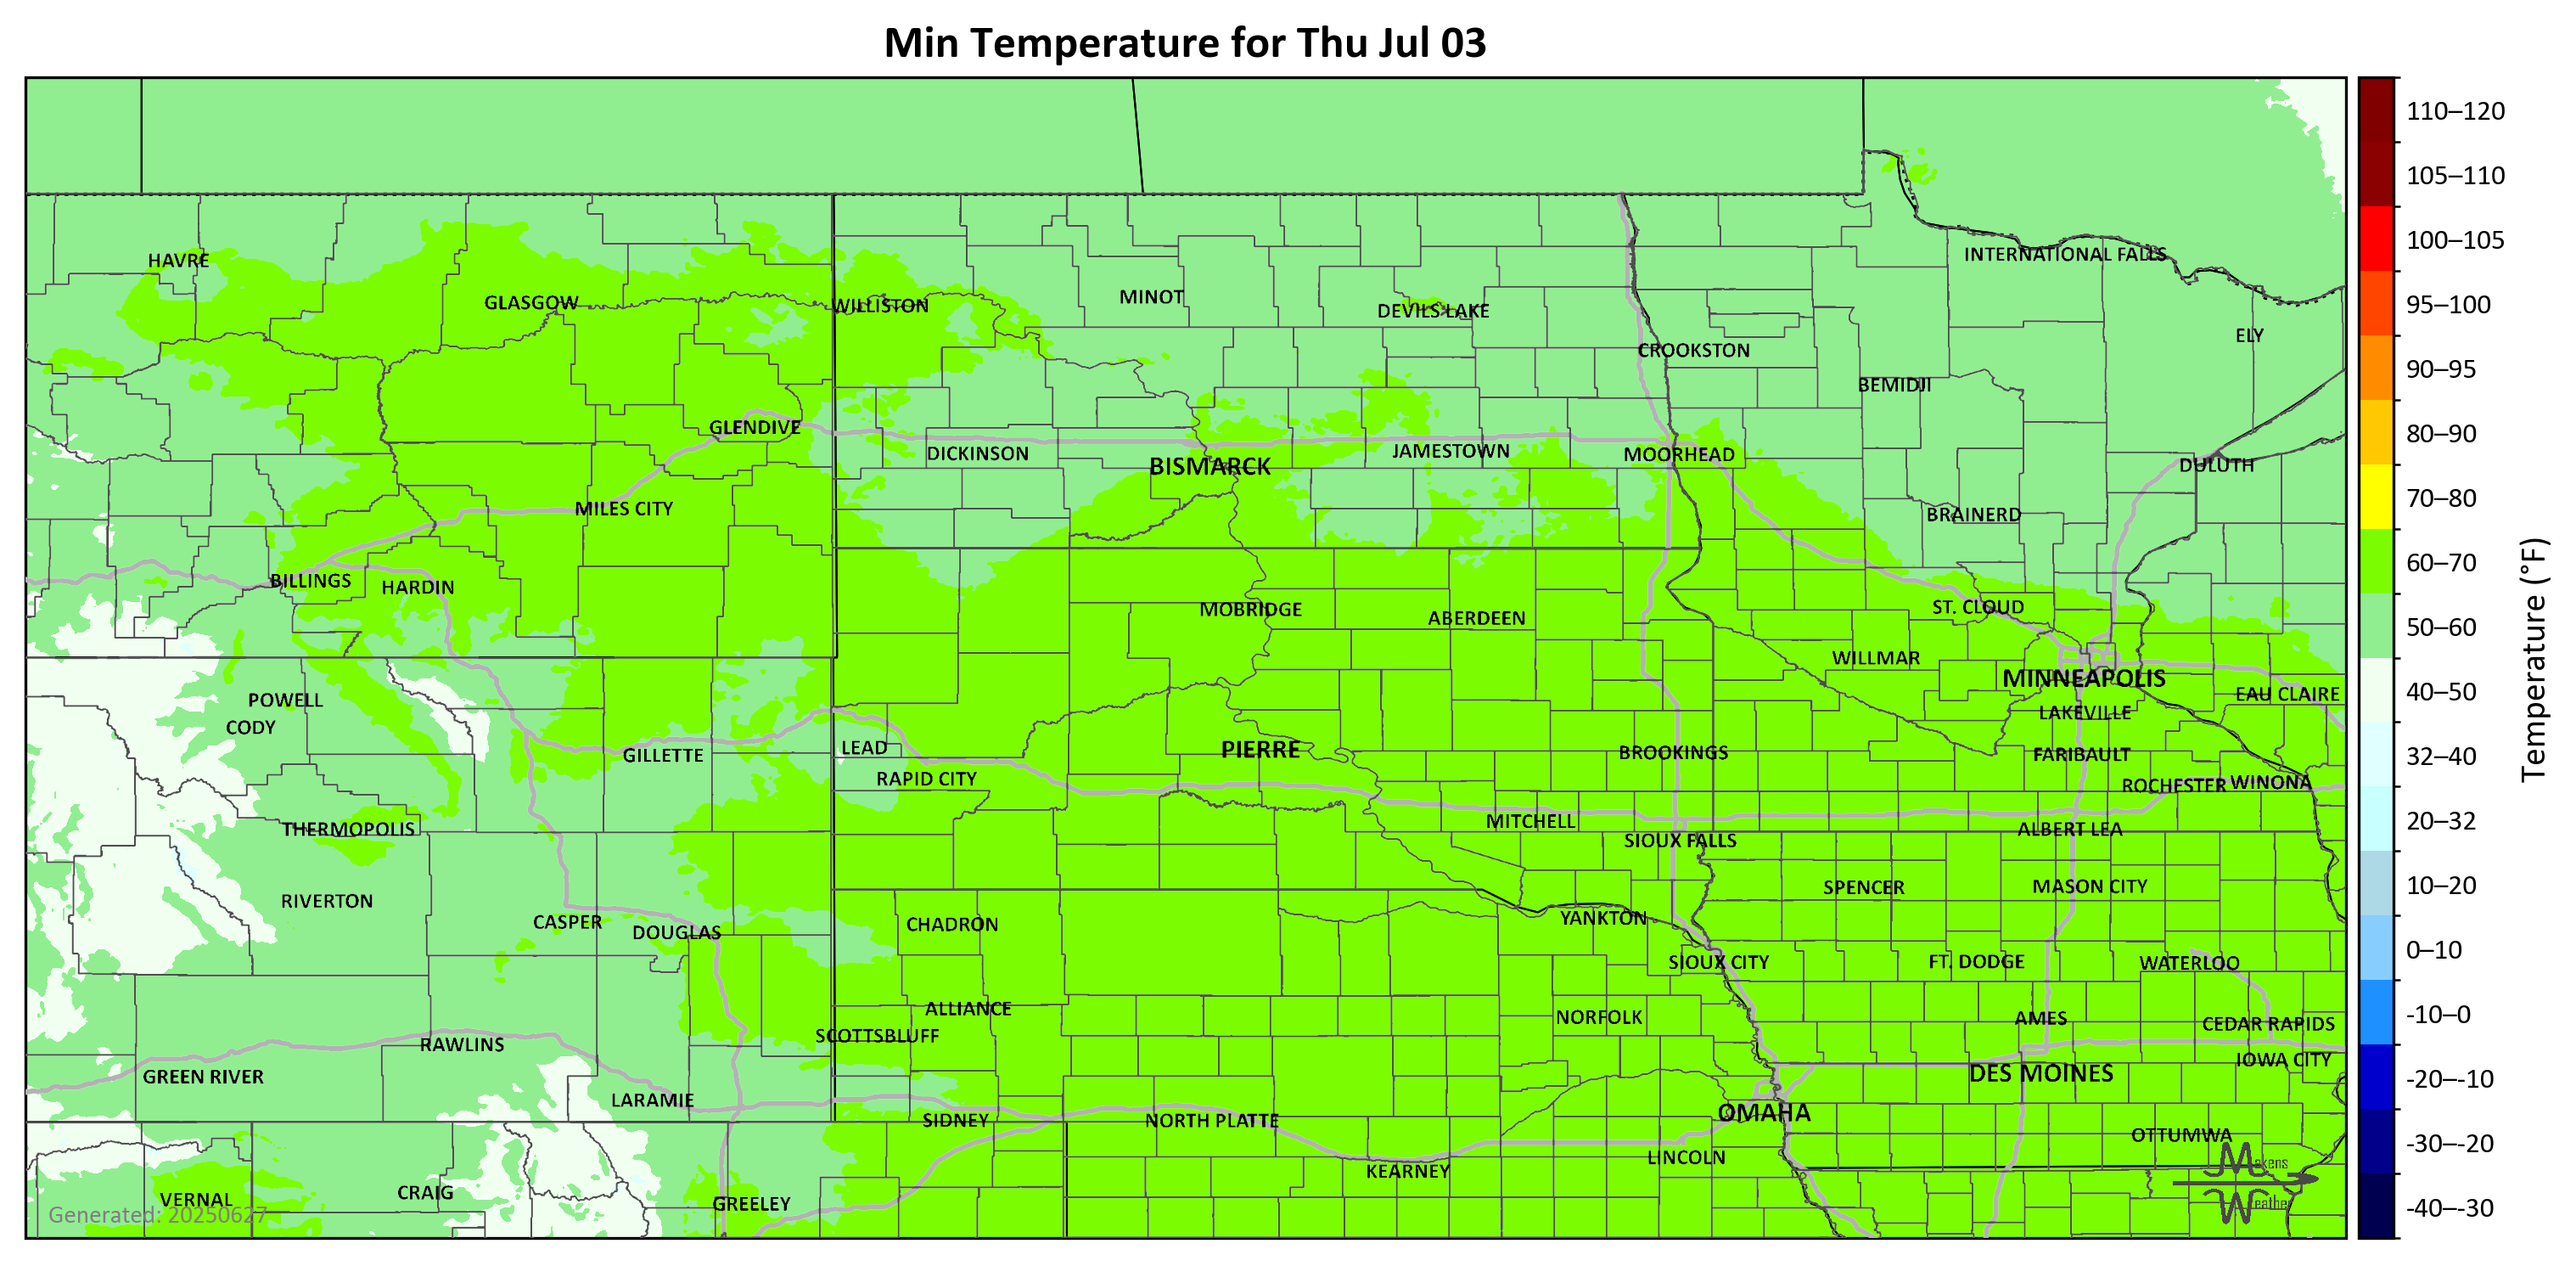 Min Temperature for Thu Jul 03
110–120
105–110
100–105
95–100
90–95
80–90
70–80
60–70
50–60
40–50
32–40
20–32
10–20
0–10
-10–0
-20–-10
-30–-20
-40–-30
Temperature (°F)
HAVRE
GLASGOW
WILLISTON
MINOT
DEVILS LAKE
INTERNATIONAL FALLS
ELY
CROOKSTON
BEMIDJI
GLENDIVE
DICKINSON
BISMARCK
JAMESTOWN
MOORHEAD
DULUTH
MILES CITY
BRAINERD
BILLINGS
HARDIN
MOBRIDGE
ABERDEEN
ST. CLOUD
WILLMAR
MINNEAPOLIS
EAU CLAIRE
POWELL
CODY
LAKEVILLE
GILLETTE
LEAD
PIERRE
BROOKINGS
FARIBAULT
RAPID CITY
ROCHESTER
WINONA
THERMOPOLIS
MITCHELL
SIOUX FALLS
ALBERT LEA
RIVERTON
SPENCER
MASON CITY
CASPER
DOUGLAS
CHADRON
YANKTON
SIOUX CITY
FT. DODGE
WATERLOO
ALLIANCE
NORFOLK
AMES
CEDAR RAPIDS
SCOTTSBLUFF
RAWLINS
IOWA CITY
GREEN RIVER
DES MOINES
LARAMIE
SIDNEY
NORTH PLATTE
OMAHA
OTTUMWA
KEARNEY
LINCOLN
VERNAL
CRAIG
GREELEY
Generated: 20250627
Makens
Weather